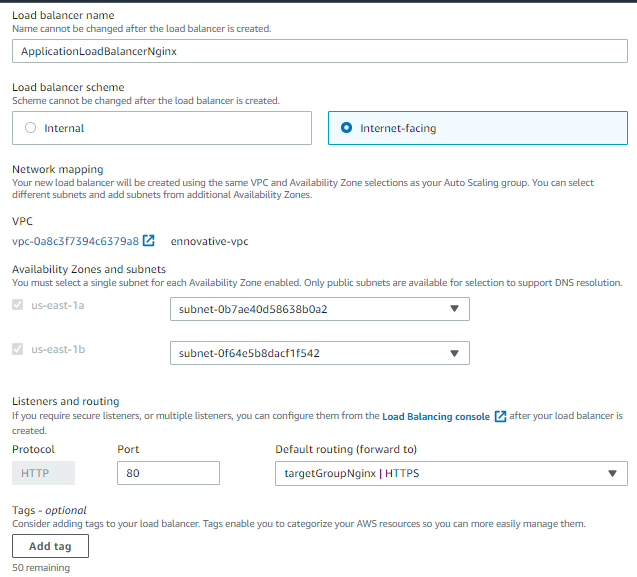 Load balancer name
Name cannot be changed after the load balancer is created.
ApplicationLoadBalancerNginx
Load balancer scheme
Scheme cannot be changed after the load balancer is created.
Internal
Internet-facing
Network mapping
Your new load balancer will be created using the same VPC and Availability Zone selections as your Auto Scaling group. You can select
different subnets and add subnets from additional Availability Zones.
VPC
vpc-0a8c3f7394c6379a8 ennovative-vpc
Availability Zones and subnets
You must select a single subnet for each Availability Zone enabled. Only public subnets are available for selection to support DNS resolution.
us-east-1a subnet-0b7ae40d58638b0a2
us-east-1b subnet-0f64e5b8dacf1f542
Listeners and routing
If you require secure listeners, or multiple listeners, you can configure them from the Load Balancing console after your load balancer is
created.
Protocol Port Default routing (forward to)
HTTP 80 targetGroupNginx | HTTPS
Tags - optional
Consider adding tags to your load balancer. Tags enable you to categorize your AWS resources so you can more easily manage them.
Add tag
50 remaining